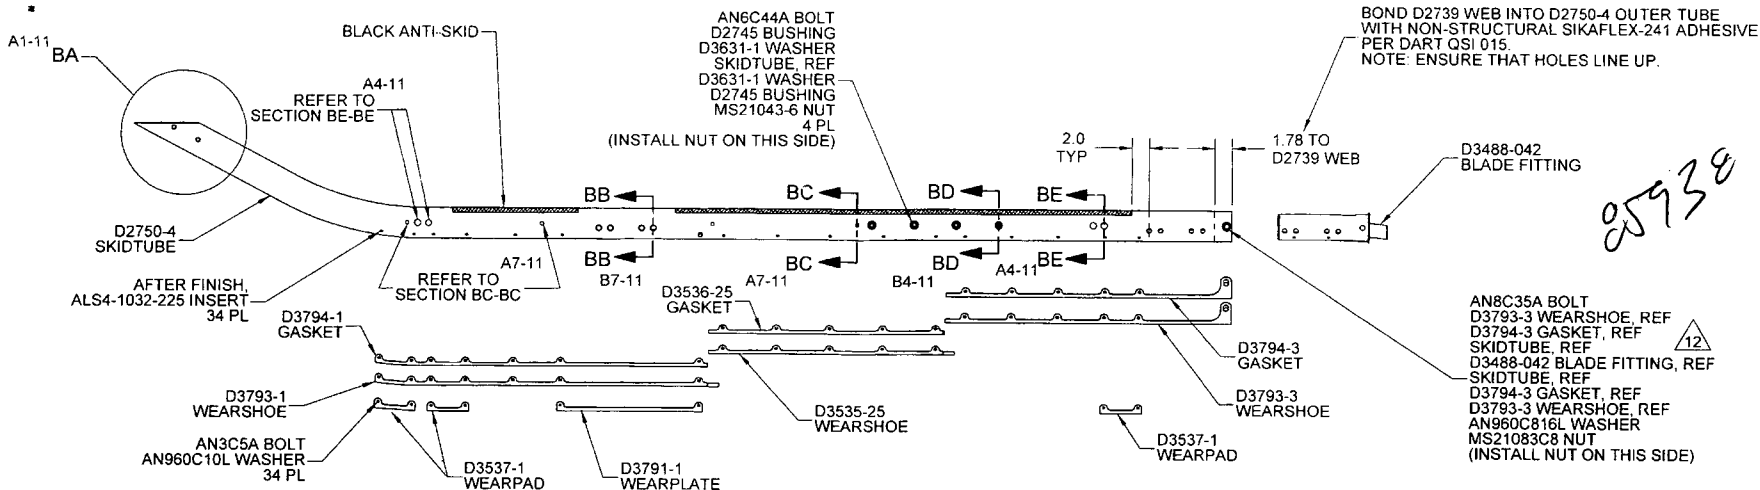 A1-11
BA
BLACK ANTI-SKID
A4-11
REFER TO
SECTION BE-BE
AN6C44A BOLT
D2745 BUSHING
D3631-1 WASHER
SKIDTUBE, REF
D3631-1 WASHER
D2745 BUSHING
MS21043-6 NUT
4 PL
(INSTALL NUT ON THIS SIDE)
BOND D2739 WEB INTO D2750-4 OUTER TUBE
WITH NON-STRUCTURAL SIKAFLEX-241 ADHESIVE
PER DART QSI 015.
NOTE: ENSURE THAT HOLES LINE UP.
2.0
TYP
1.78 TO
D2739 WEB
D3488-042
BLADE FITTING
85938
BB
BC
BD
BE
D2750-4
SKIDTUBE
AFTER FINISH,
ALS4-1032-225 INSERT
34 PL
REFER TO
SECTION BC-BC
A7-11
BB
B7-11
BC
A7-11
BD
B4-11
BE
A4-11
D3794-1
GASKET
D3536-25
GASKET
D3793-1
WEARSHOE
AN3C5A BOLT
AN960C10L WASHER
34 PL
D3537-1
WEARPAD
D3791-1
WEARPLATE
D3535-25
WEARSHOE
D3794-3
GASKET
D3793-3
WEARSHOE
D3537-1
WEARPAD
AN8C35A BOLT
D3793-3 WEARSHOE, REF
D3794-3 GASKET, REF
SKIDTUBE, REF
12
D3488-042 BLADE FITTING, REF
SKIDTUBE, REF
D3794-3 GASKET, REF
D3793-3 WEARSHOE, REF
AN960C816L WASHER
MS21083C8 NUT
(INSTALL NUT ON THIS SIDE)